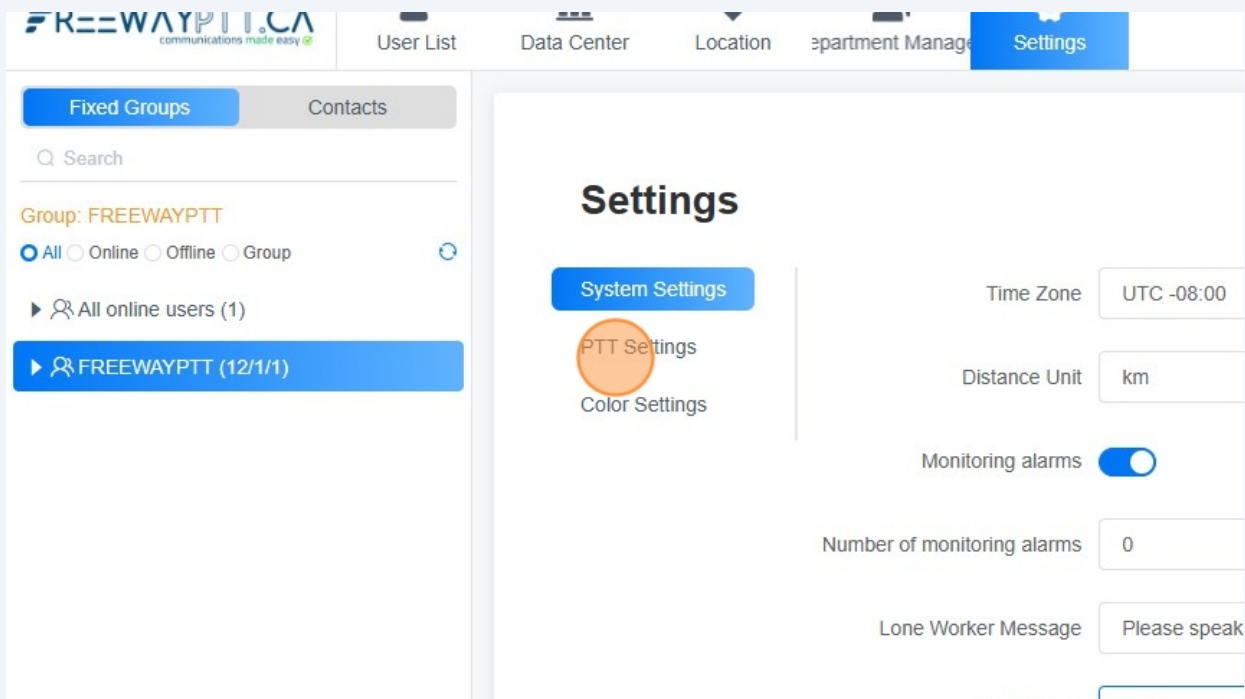 FREEWAYPTT.CA
communications made easy
User List
Data Center
Location
epartment Manage
Settings
Fixed Groups
Contacts
Search
Group: FREEWAYPTT
All Online Offline Group
All online users (1)
FREEWAYPTT (12/1/1)
Settings
System Settings
PTT Settings
Color Settings
Time Zone UTC -08:00
Distance Unit km
Monitoring alarms
Number of monitoring alarms 0
Lone Worker Message Please speak